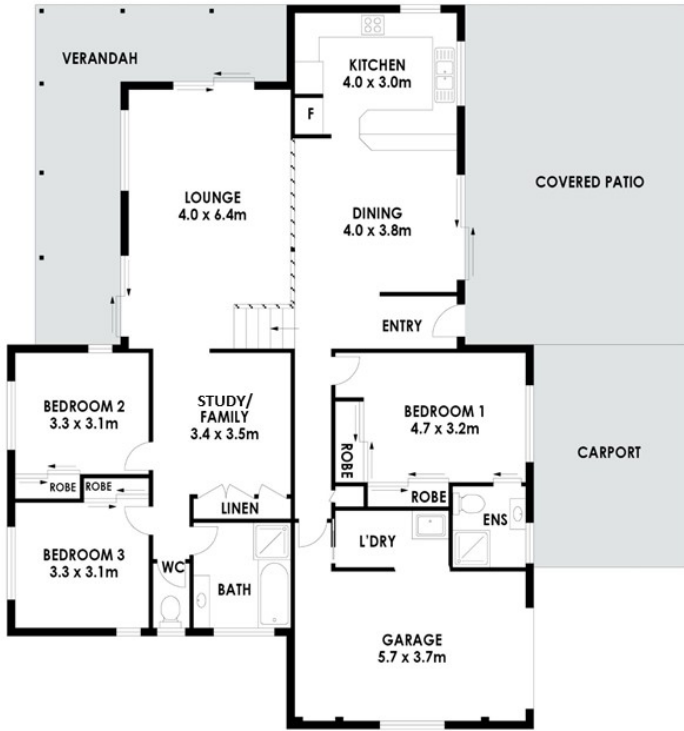 VERANDAH
KITCHEN
4.0 x 3.0m
F
LOUNGE
4.0 x 6.4m
DINING
4.0 x 3.8m
COVERED PATIO
ENTRY
BEDROOM 2
3.3 x 3.1m
ROBE
STUDY/
FAMILY
3.4 x 3.5m
LINEN
BEDROOM 1
4.7 x 3.2m
ROBE
ROBE
CARPORT
ROBE
BEDROOM 3
3.3 x 3.1m
WC
BATH
L'DRY
ENS
GARAGE
5.7 x 3.7m